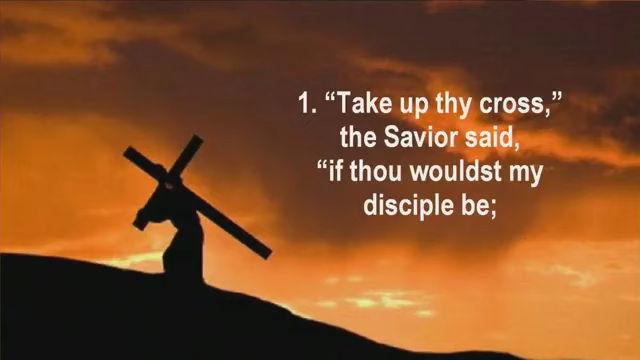 1. “Take up thy cross,”
the Savior said,
“if thou wouldst my
disciple be;